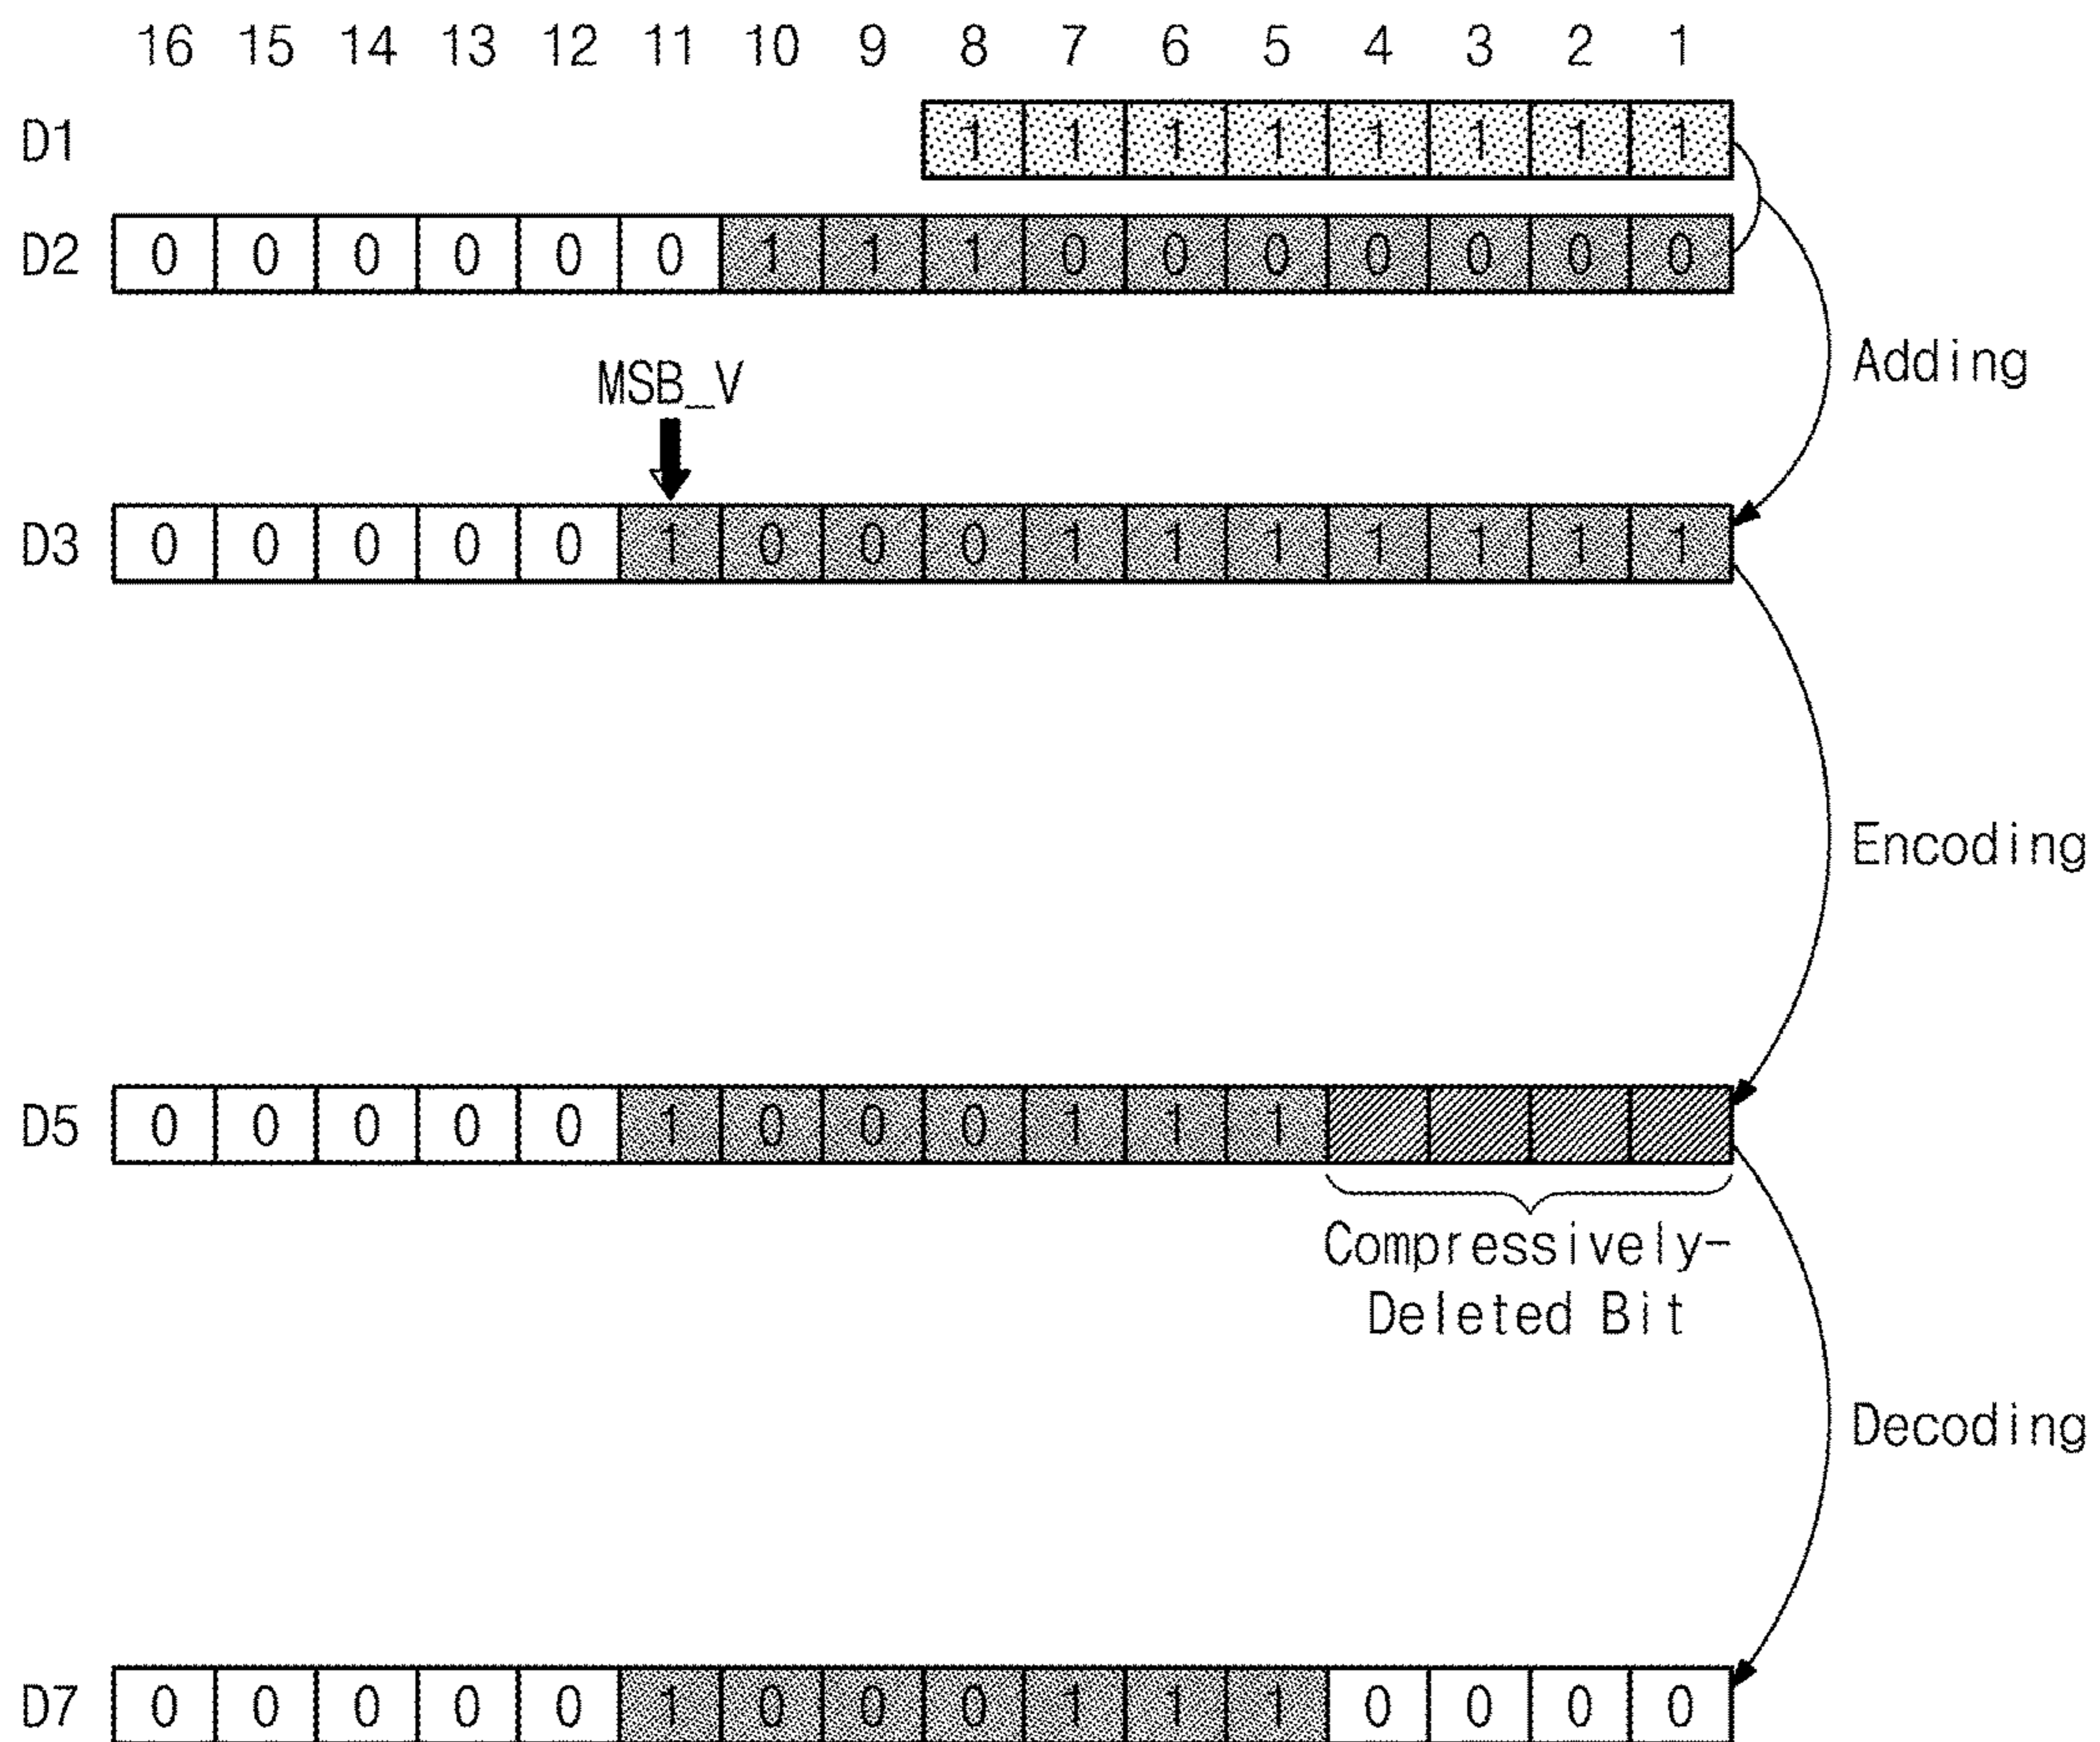 16 15 14 13 12 11 10 9 8 7 6 5 4 3 2 1
D1 1 1 1 1 1 1 1 1
D2 0 0 0 0 0 0 1 1 1 0 0 0 0 0 0 0
Adding
MSB_V
D3 0 0 0 0 0 1 0 0 0 1 1 1 1 1 1 1
Encoding
D5 0 0 0 0 0 1 0 0 0 1 1 1
Compressively-
Deleted Bit
Decoding
D7 0 0 0 0 0 1 0 0 0 1 1 1 0 0 0 0